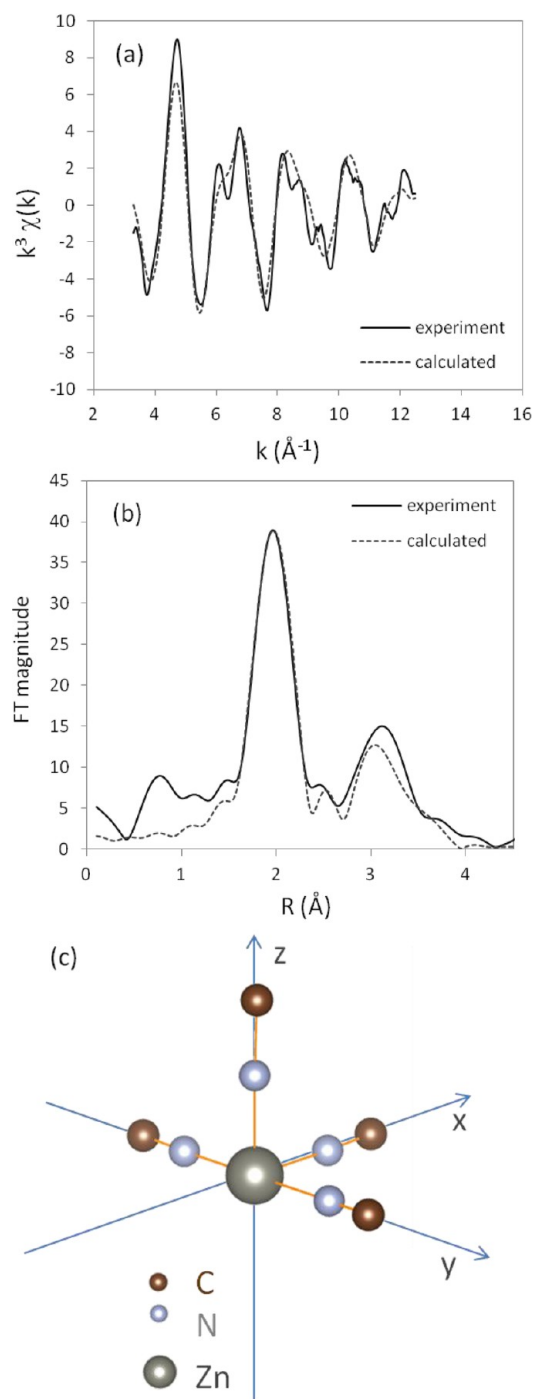 (a)
10
8
6
4
2
0
-2
-4
-6
-8
-10
k³ χ(k)
experiment
calculated
2 4 6 8 10 12 14 16
k (Å⁻¹)
(b)
45
40
35
30
25
20
15
10
5
0
FT magnitude
experiment
calculated
0 1 2 3 4
R (Å)
(c)
z
x
y
C
N
Zn